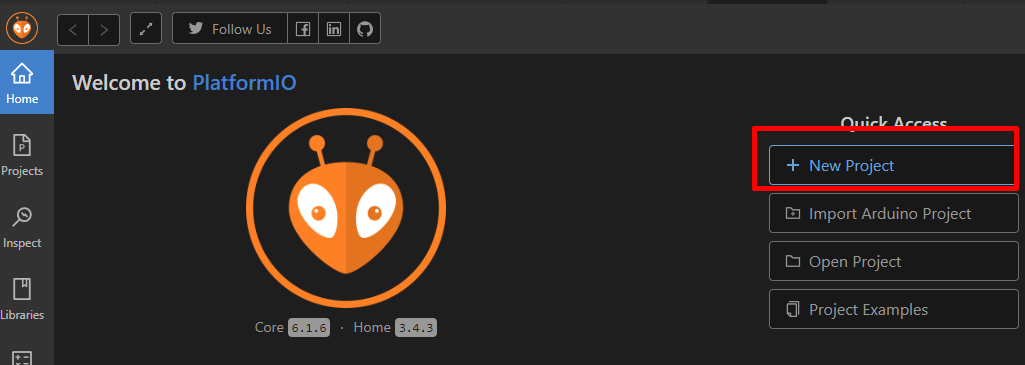 Follow Us
Welcome to PlatformIO
Home
Quick Access
New Project
P
Projects
Import Arduino Project
Inspect
Open Project
Libraries
Project Examples
Core 6.1.6 · Home 3.4.3